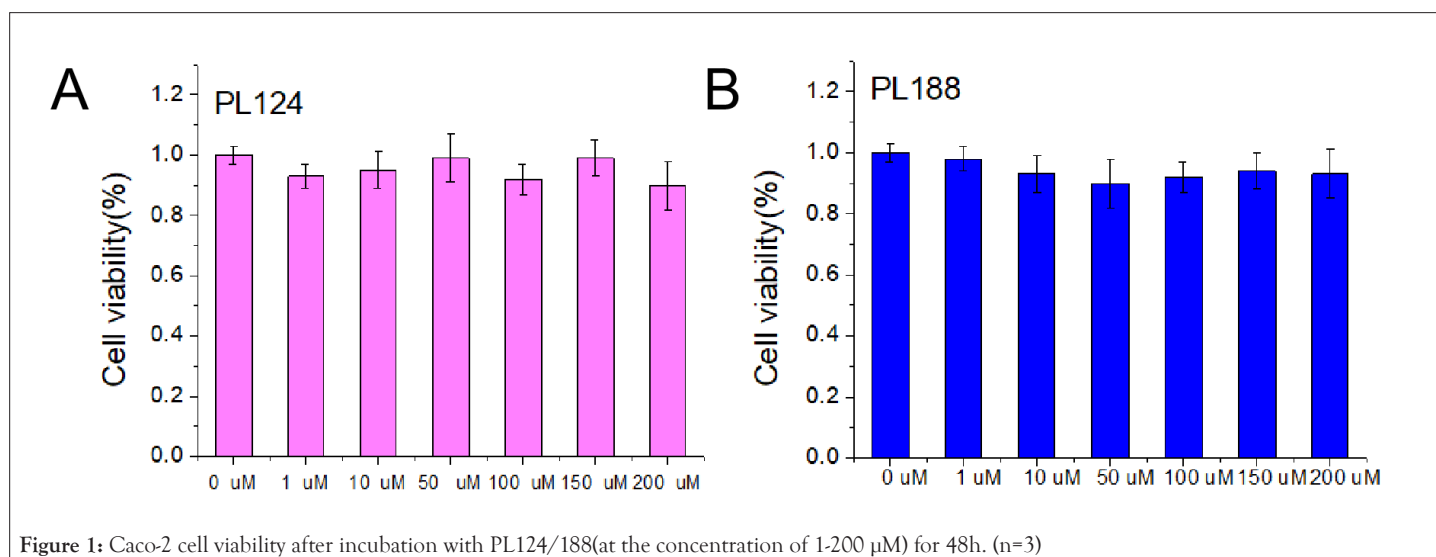 A
PL124
Cell viability(%)
1.2
1.0
0.8
0.6
0.4
0.2
0.0
0 uM 1 uM 10 uM 50 uM 100 uM 150 uM 200 uM
B
PL188
Cell viability(%)
1.2
1.0
0.8
0.6
0.4
0.2
0.0
0 uM 1 uM 10 uM 50 uM 100 uM 150 uM 200 uM
Figure 1: Caco-2 cell viability after incubation with PL124/188(at the concentration of 1-200 µM) for 48h. (n=3)